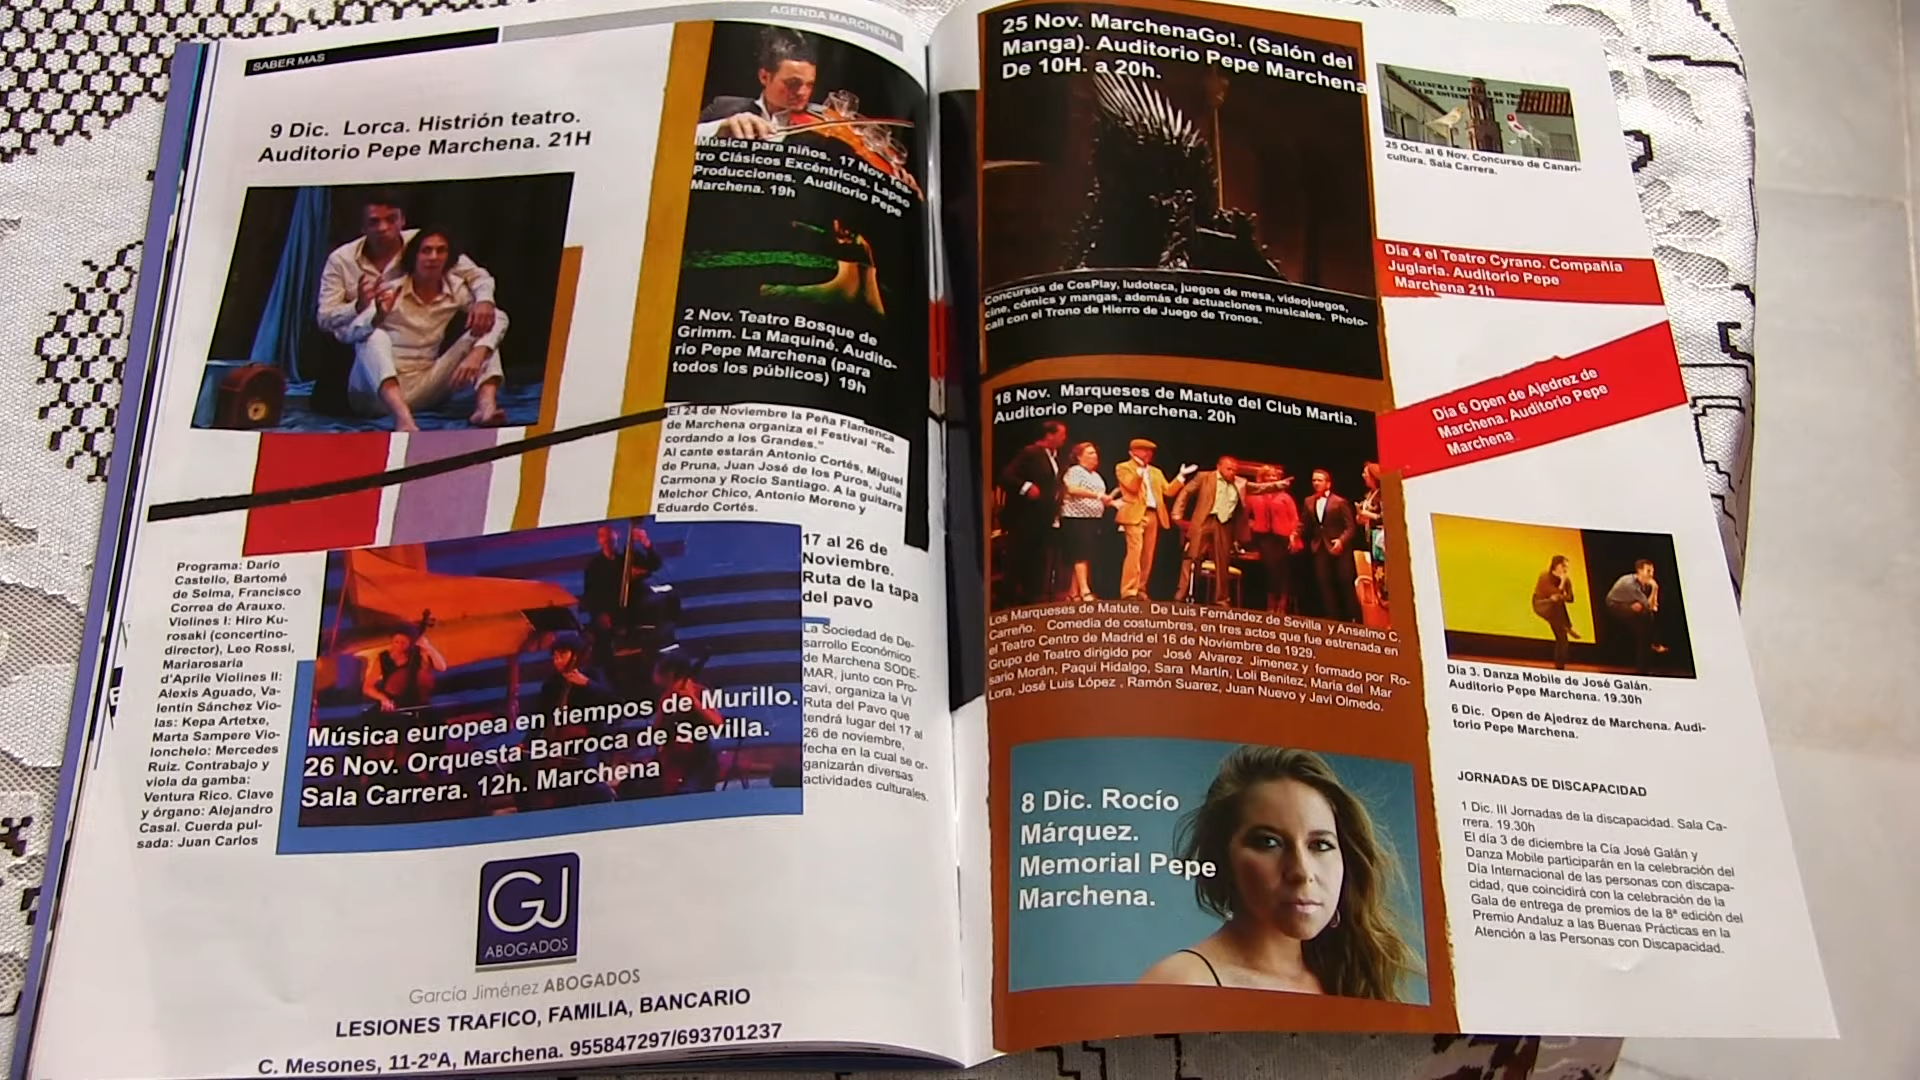 AGENDA MARCHENA
SABER MAS
9 Dic. Lorca. Histrión teatro.
Auditorio Pepe Marchena. 21H
Música para niños. 17 Nov. Tea-
tro Clásicos Excéntricos. Lapso
Producciones. Auditorio Pepe
Marchena. 19h
2 Nov. Teatro Bosque de
Grimm. La Maquiné. Audito-
rio Pepe Marchena (para
todos los públicos) 19h
El 24 de Noviembre la Peña Flamenca
de Marchena organiza el Festival "Re-
cordando a los Grandes."
Al cante estarán Antonio Cortés, Miguel
de Pruna, Juan José de los Puros, Julia
Carmona y Rocio Santiago. A la guitarra
Melchor Chico, Antonio Moreno y
Eduardo Cortés.
Programa: Dario
Castello, Bartomé
de Selma, Francisco
Correa de Arauxo.
Violines I: Hiro Ku-
rosaki (concertino-
director), Leo Rossi,
Mariarosaria
d'Aprile Violines II:
Alexis Aguado, Va-
lentín Sánchez Vio-
las: Kepa Artetxe,
Marta Sampere Vio-
lonchelo: Mercedes
Ruiz. Contrabajo y
viola da gamba:
Ventura Rico. Clave
y órgano: Alejandro
Casal. Cuerda pul-
sada: Juan Carlos
Música europea en tiempos de Murillo.
26 Nov. Orquesta Barroca de Sevilla.
Sala Carrera. 12h. Marchena
17 al 26 de
Noviembre.
Ruta de la tapa
del pavo
La Sociedad de De-
sarrollo Económico
de Marchena SODE-
MAR, junto con Pro-
cavi, organiza la VI
Ruta del Pavo que
tendrá lugar del 17 al
26 de noviembre,
fecha en la cual se or-
ganizarán diversas
actividades culturales.
GJ
ABOGADOS
García Jiménez ABOGADOS
LESIONES TRAFICO, FAMILIA, BANCARIO
C. Mesones, 11-2ºA, Marchena. 955847297/693701237
25 Nov. MarchenaGo!. (Salón del
Manga). Auditorio Pepe Marchena
De 10H. a 20h.
Concursos de CosPlay, ludoteca, juegos de mesa, videojuegos,
cine, cómics y mangas, además de actuaciones musicales. Photo-
call con el Trono de Hierro de Juego de Tronos.
18 Nov. Marqueses de Matute del Club Martia.
Auditorio Pepe Marchena. 20h
Los Marqueses de Matute. De Luis Fernández de Sevilla y Anselmo C.
Carreño. Comedia de costumbres, en tres actos que fue estrenada en
el Teatro Centro de Madrid el 16 de Noviembre de 1929.
Grupo de Teatro dirigido por José Alvarez Jimenez y formado por Ro-
sario Morán, Paqui Hidalgo, Sara Martín, Loli Benitez, Maria del Mar
Lora, José Luis López , Ramón Suarez, Juan Nuevo y Javi Olmedo.
8 Dic. Rocío
Márquez.
Memorial Pepe
Marchena.
25 Oct. al 6 Nov. Concurso de Canari-
cultura. Sala Carrera.
Día 4 el Teatro Cyrano. Compañía
Juglaría. Auditorio Pepe
Marchena 21h
Día 6 Open de Ajedrez de
Marchena. Auditorio Pepe
Marchena
Día 3. Danza Mobile de José Galán.
Auditorio Pepe Marchena. 19.30h
6 Dic. Open de Ajedrez de Marchena. Audi-
torio Pepe Marchena.
JORNADAS DE DISCAPACIDAD
1 Dic. III Jornadas de la discapacidad. Sala Ca-
rrera. 19.30h
El día 3 de diciembre la Cía José Galán y
Danza Mobile participarán en la celebración del
Día Internacional de las personas con discapa-
cidad, que coincidirá con la celebración de la
Gala de entrega de premios de la 8ª edición del
Premio Andaluz a las Buenas Prácticas en la
Atención a las Personas con Discapacidad.